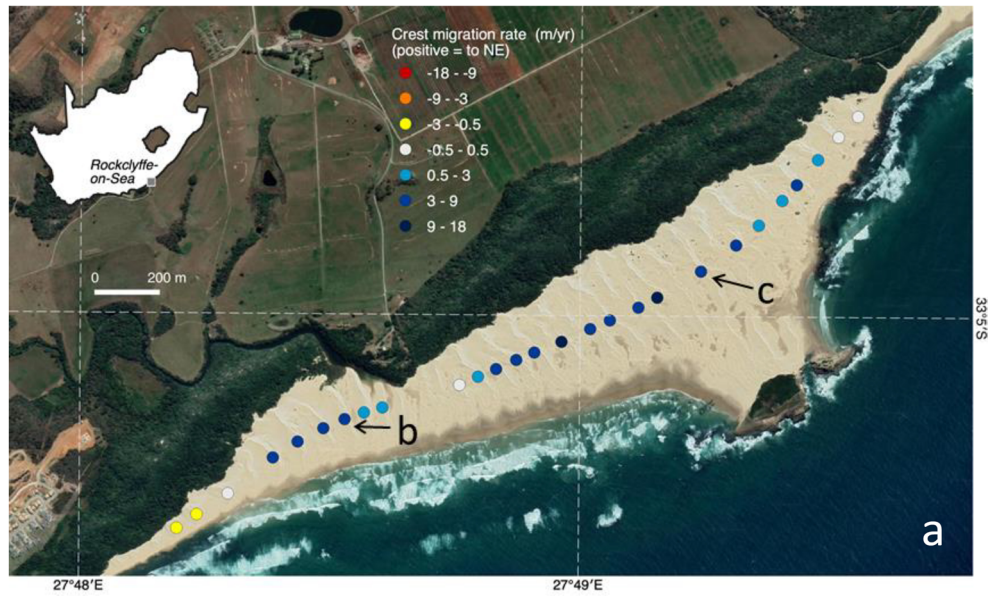 Crest migration rate (m/yr)
(positive = to NE)
-18 - -9
-9 - -3
-3 - -0.5
-0.5 - 0.5
0.5 - 3
3 - 9
9 - 18
Rockclyffe-
on-Sea
0 200 m
c
b
33°5'S
a
27°48'E
27°49'E